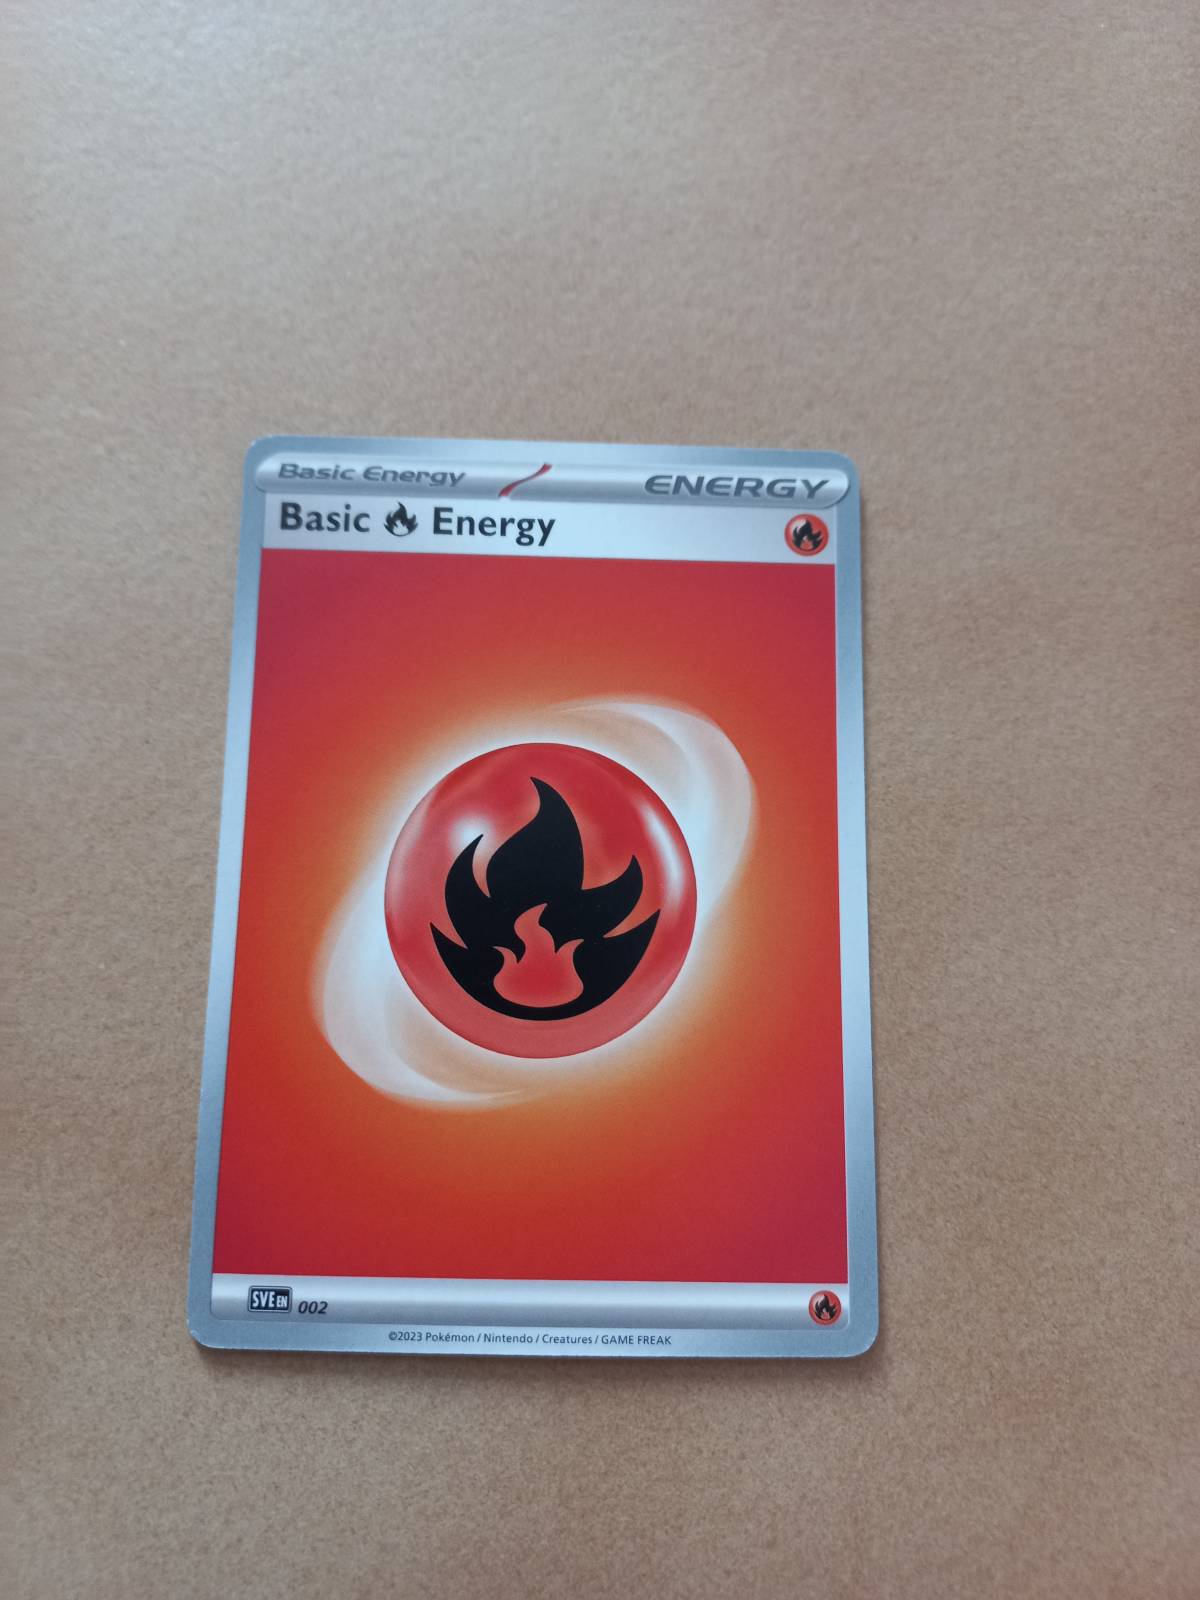 Basic Energy ENERGY
Basic Energy
SVE EN 002
©2023 Pokémon / Nintendo / Creatures / GAME FREAK